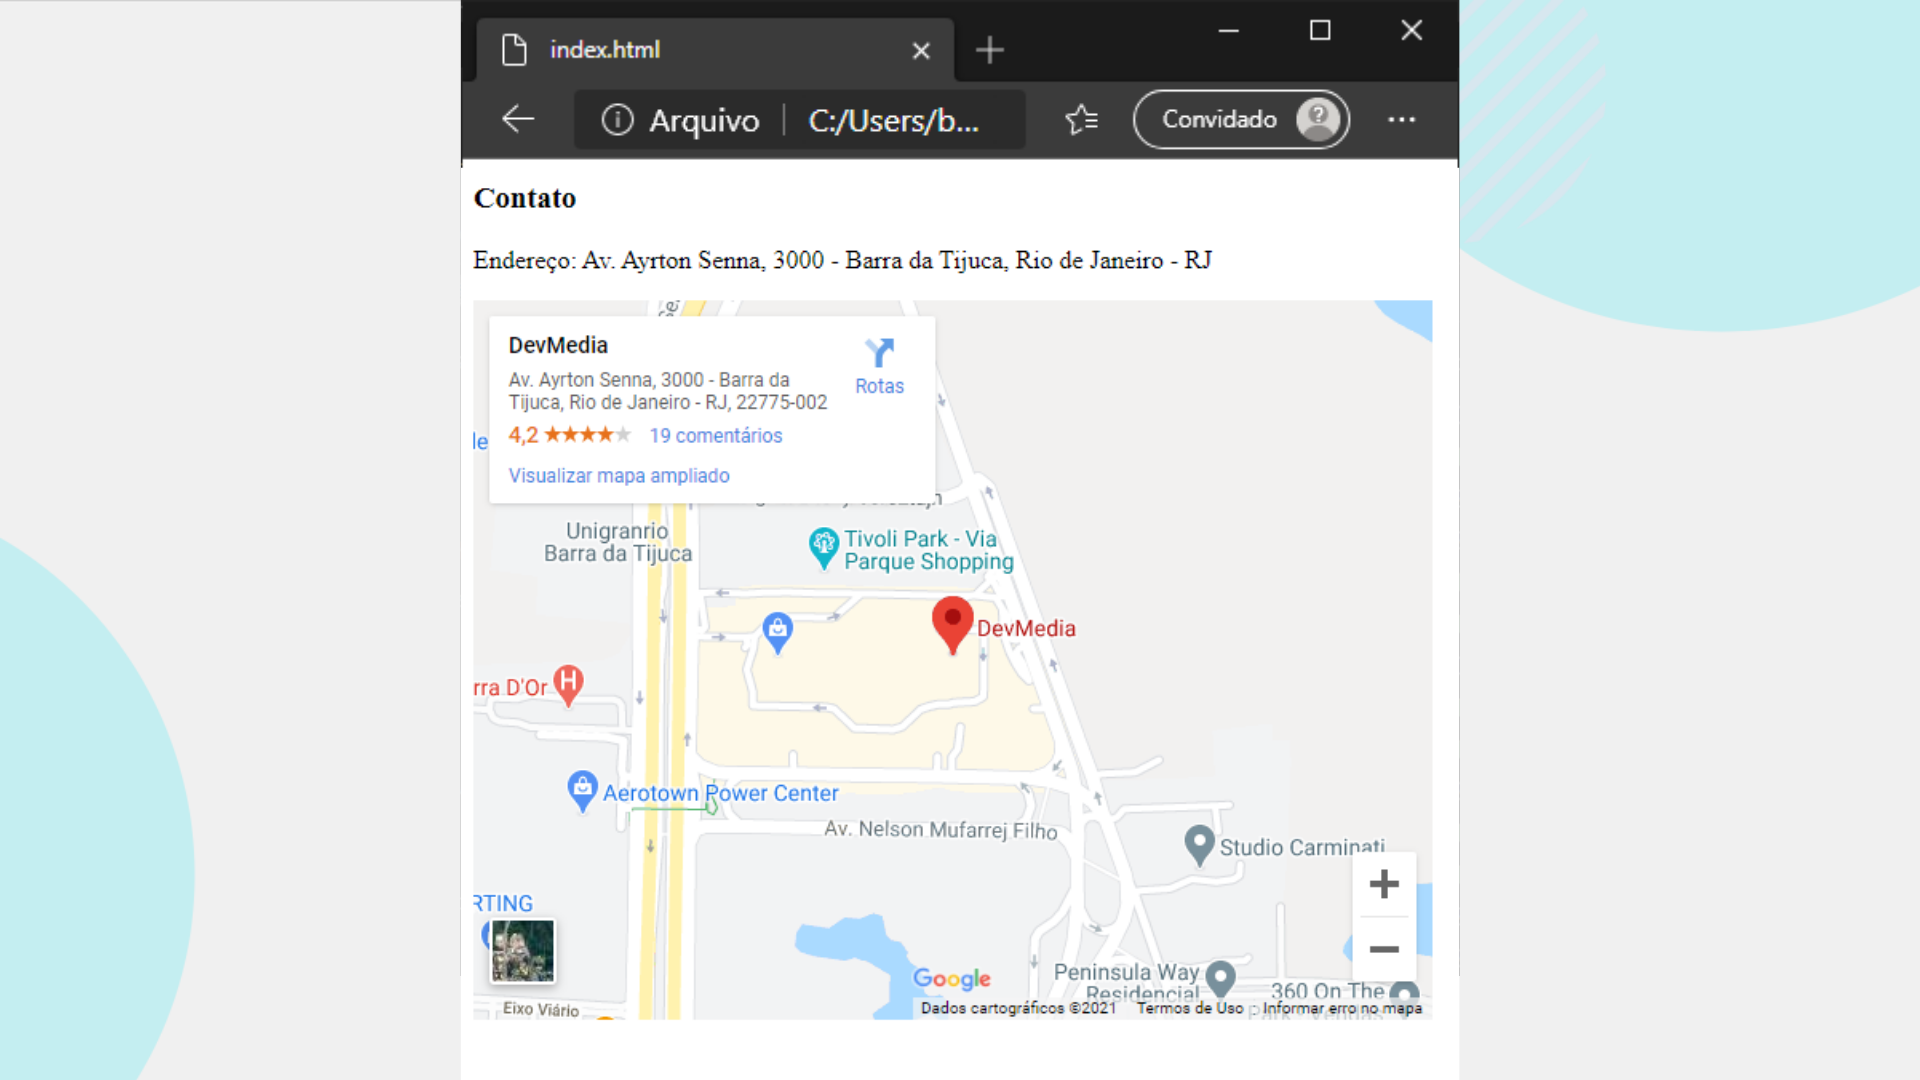 index.html
Arquivo
C:/Users/b...
Convidado
Contato
Endereço: Av. Ayrton Senna, 3000 - Barra da Tijuca, Rio de Janeiro - RJ
DevMedia
Av. Ayrton Senna, 3000 - Barra da
Tijuca, Rio de Janeiro - RJ, 22775-002
Rotas
4,2
19 comentários
Visualizar mapa ampliado
Unigranrio
Barra da Tijuca
Tivoli Park - Via
Parque Shopping
DevMedia
rra D'Or
H
Aerotown Power Center
Av. Nelson Mufarrej Filho
Studio Carminati
RTING
Google
Peninsula Way
Residencial
360 On The
Park - Vendas
Eixo Viário
Dados cartográficos ©2021
Termos de Uso
Informar erro no mapa